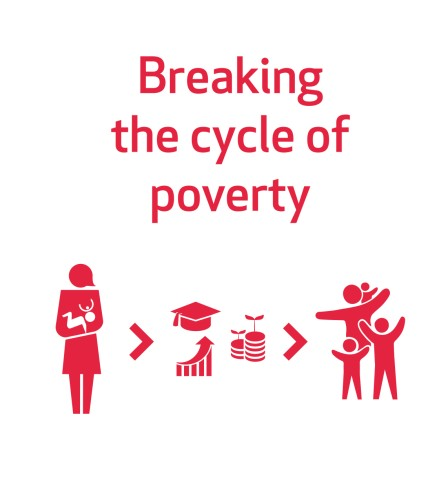 Breaking
the cycle of
poverty